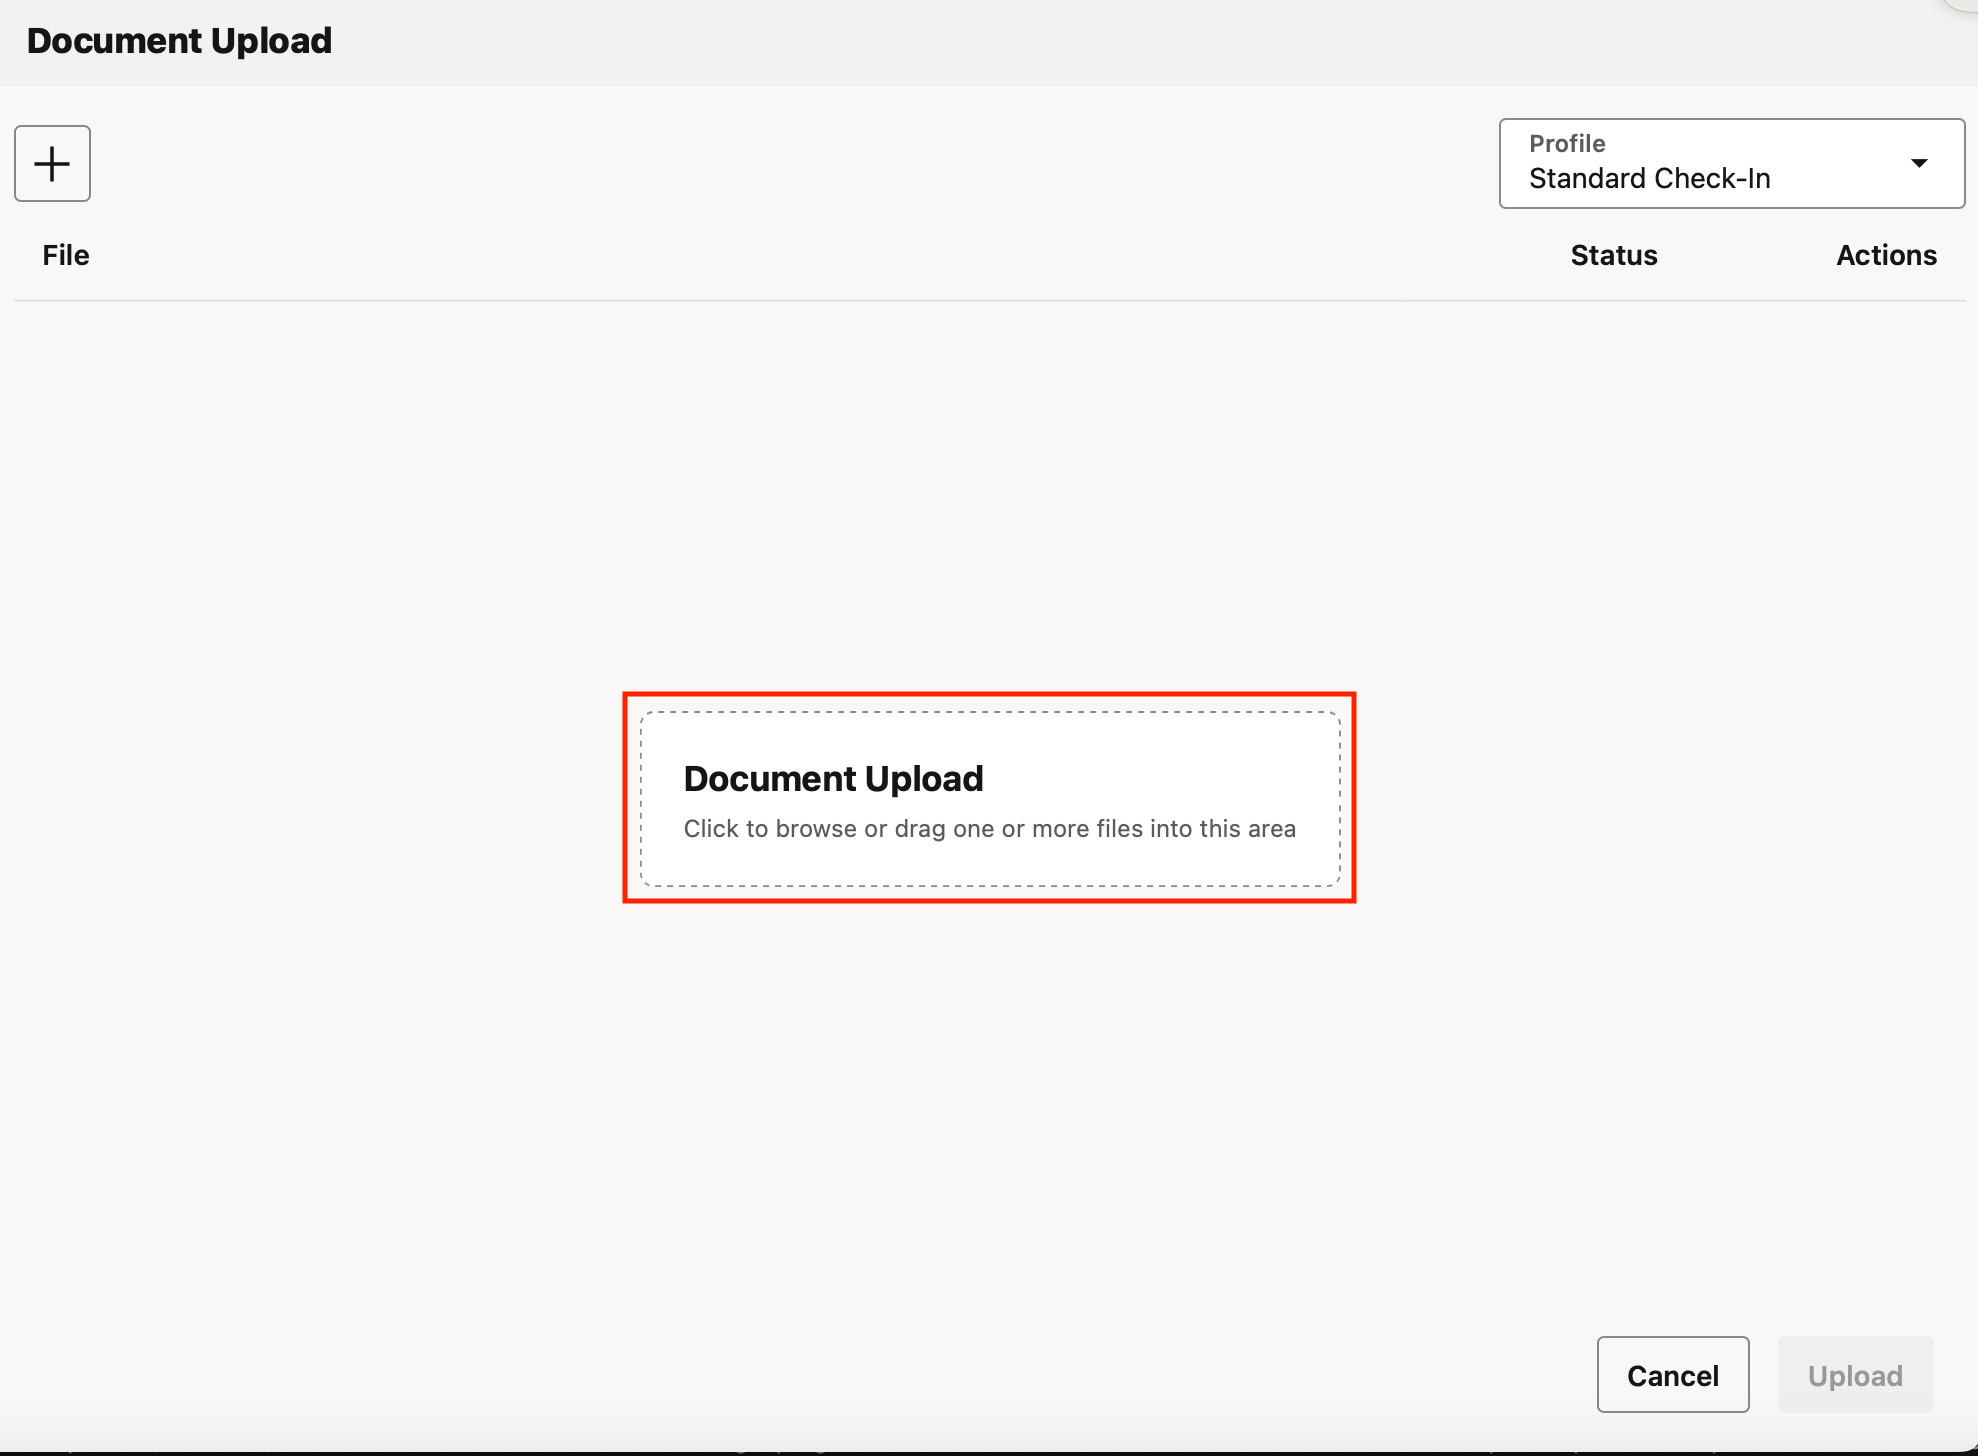 Document Upload
Profile
Standard Check-In
File
Status
Actions
Document Upload
Click to browse or drag one or more files into this area
Cancel
Upload